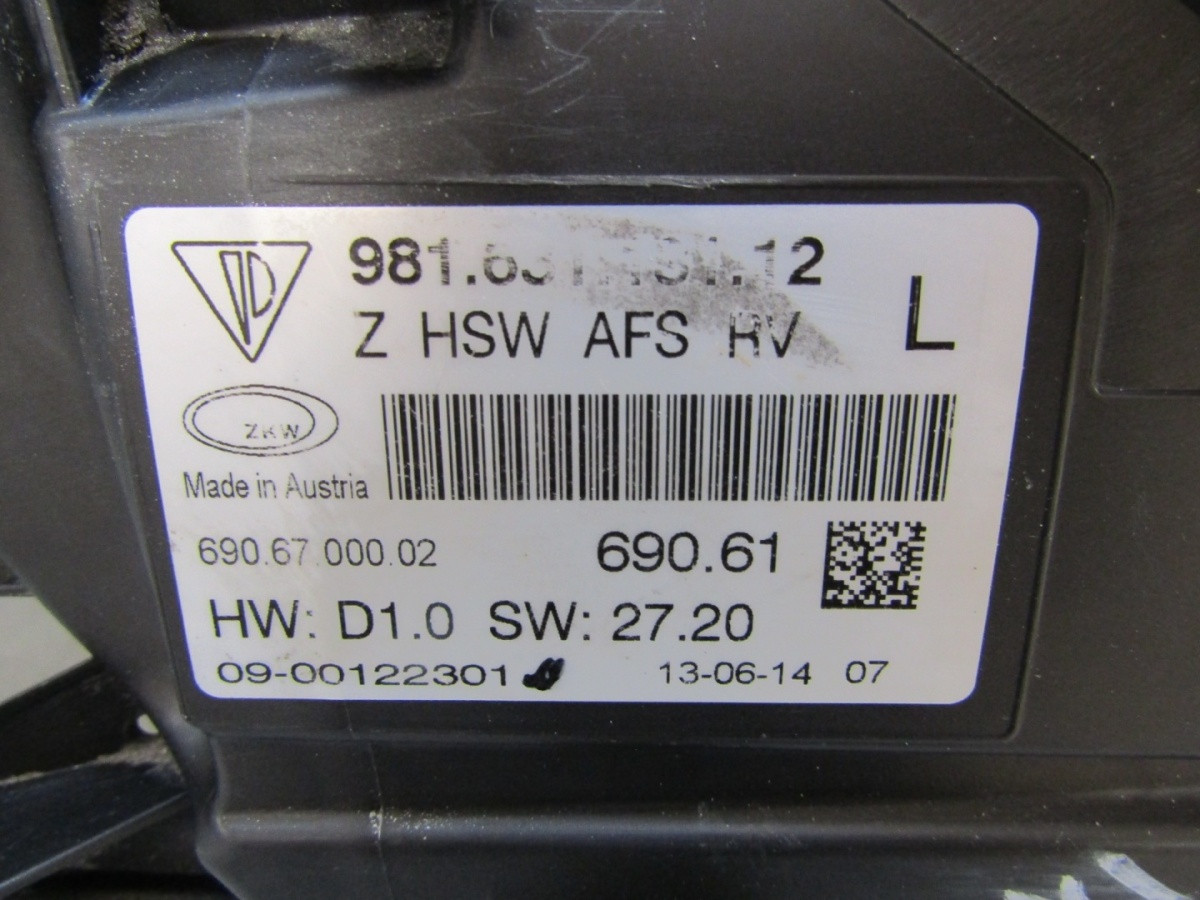 Z HSW AFS RV
L
ZKW
Made in Austria
690.67.000.02
690.61
HW: D1.0 SW: 27.20
09-00122301
13-06-14 07